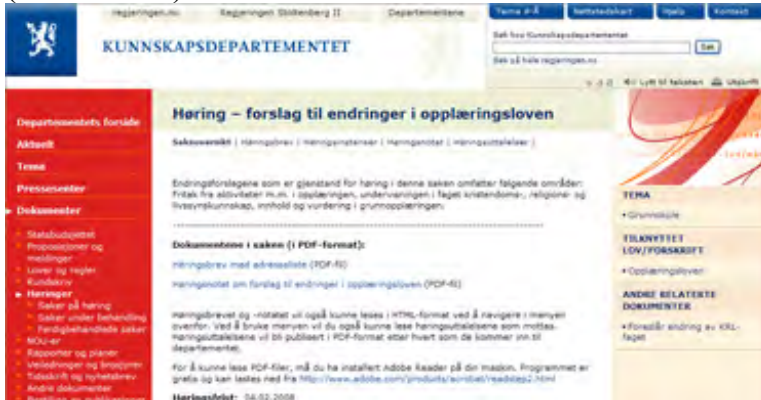 regjeringen.no Regjeringen Stoltenberg II Departementene Tema A-Å Nettstedskart Hjelp Kontakt
KUNNSKAPSDEPARTEMENTET
Søk hos Kunnskapsdepartementet
Søk
Søk på hele regjeringen.no
Lytt til teksten Utskrift
Departementets forside
Aktuelt
Tema
Pressesenter
Dokumenter
Statsbudsjettet
Proposisjoner og
meldinger
Lover og regler
Rundskriv
Høringer
Saker på høring
Saker under behandling
Ferdigbehandlede saker
NOU-er
Rapporter og planer
Veiledninger og brosjyrer
Tidsskrift og nyhetsbrev
Andre dokumenter
Høring – forslag til endringer i opplæringsloven
Saksoversikt | Høringsbrev | Høringsinstanser | Høringsnotat | Høringsuttalelser |
Endringsforslagene som er gjenstand for høring i denne saken omfatter følgende områder:
Fritak fra aktiviteter m.m. i opplæringen, undervisningen i faget kristendoms-, religions- og
livssynskunnskap, innhold og vurdering i grunnopplæringen.
Dokumentene i saken (i PDF-format):
Høringsbrev med adresseliste (PDF-fil)
Høringsnotat om forslag til endringer i opplæringsloven (PDF-fil)
Høringsbrevet og -notatet vil også kunne leses i HTML-format ved å navigere i menyen
ovenfor. Ved å bruke menyen vil du også kunne lese høringsuttalelsene som mottas.
Høringsuttalelsene vil bli publisert i PDF-format etter hvert som de kommer inn til
departementet.
For å kunne lese PDF-filer, må du ha installert Adobe Reader på din maskin. Programmet er
gratis og kan lastes ned fra http://www.adobe.com/products/acrobat/readstep2.html
Høringsfrist: 04.02.2008
TEMA
Grunnskole
TILKNYTTET
LOV/FORSKRIFT
Opplæringsloven
ANDRE RELATERTE
DOKUMENTER
Foreslår endring av KRL-
faget